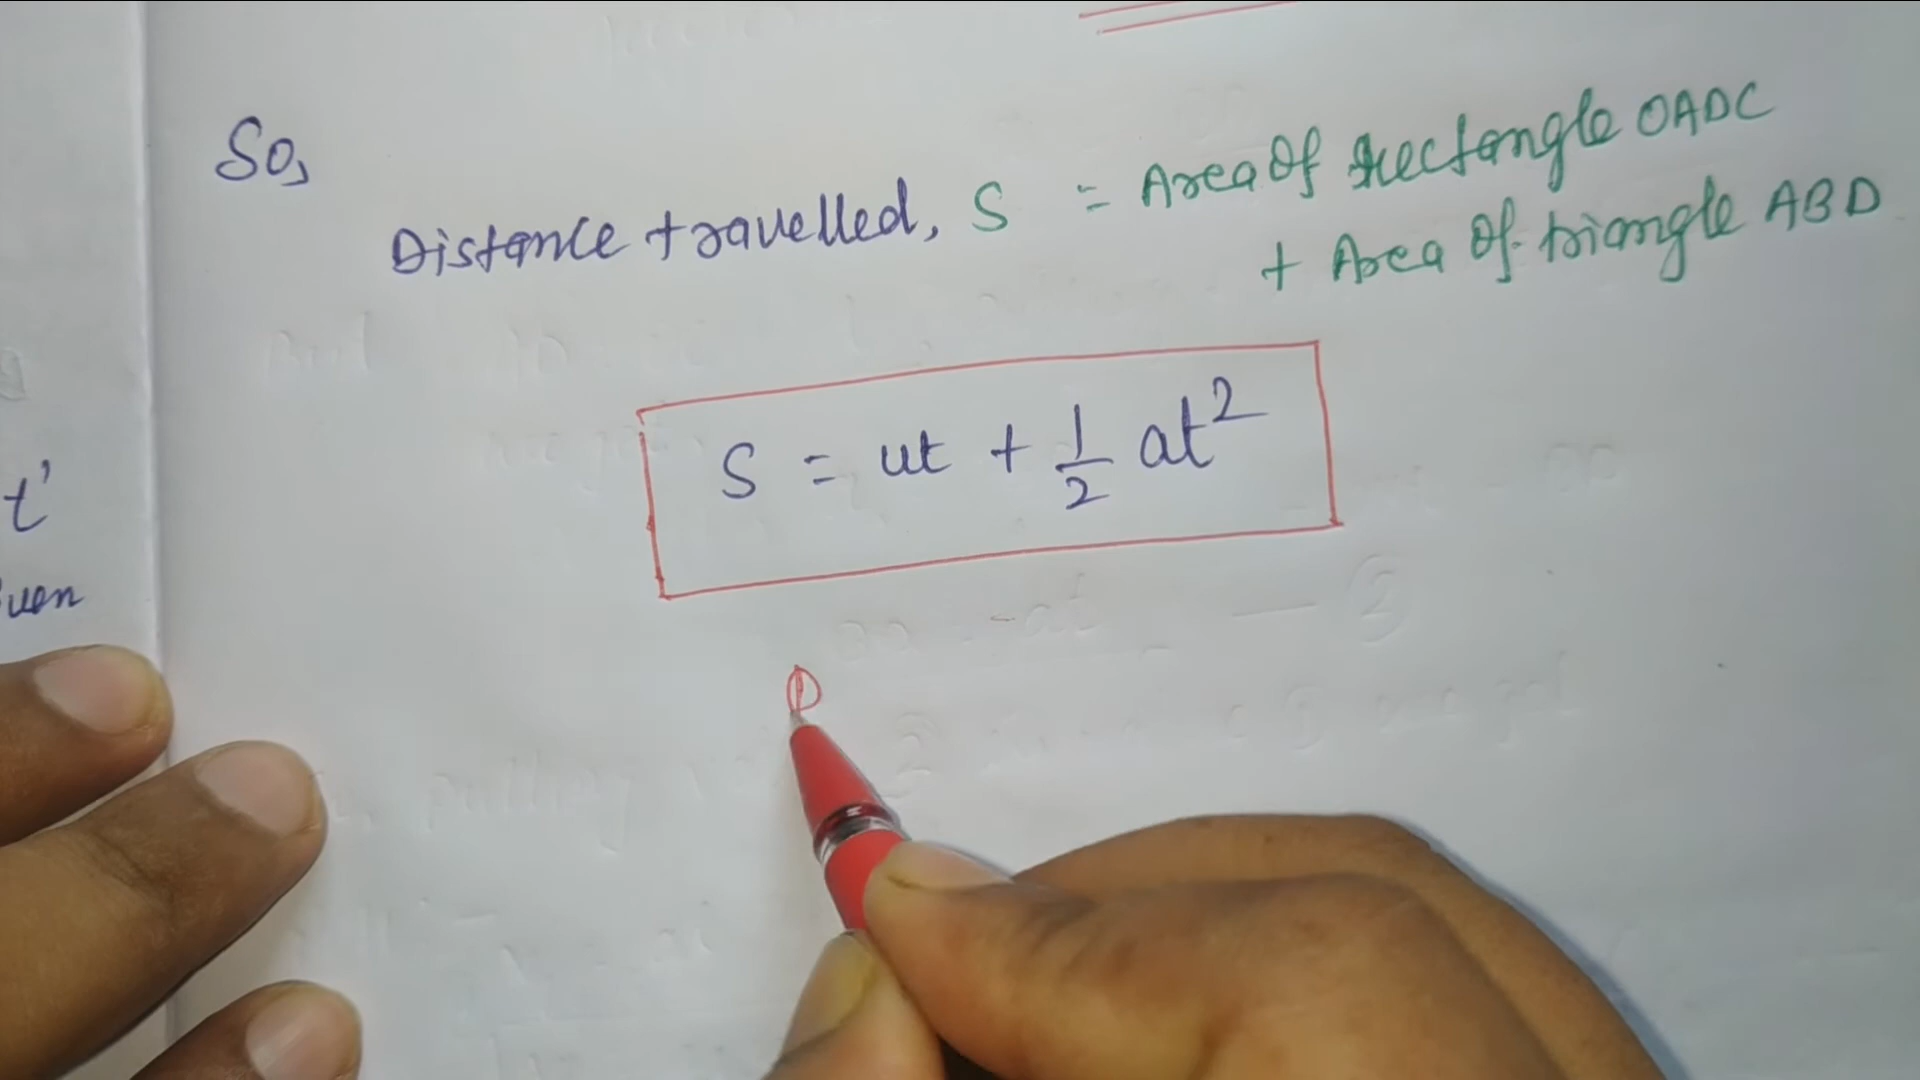 So,
Distance travelled, S = Area Of rectangle OADC
+ Area Of triangle ABD
S = ut + 1/2 at²
t'